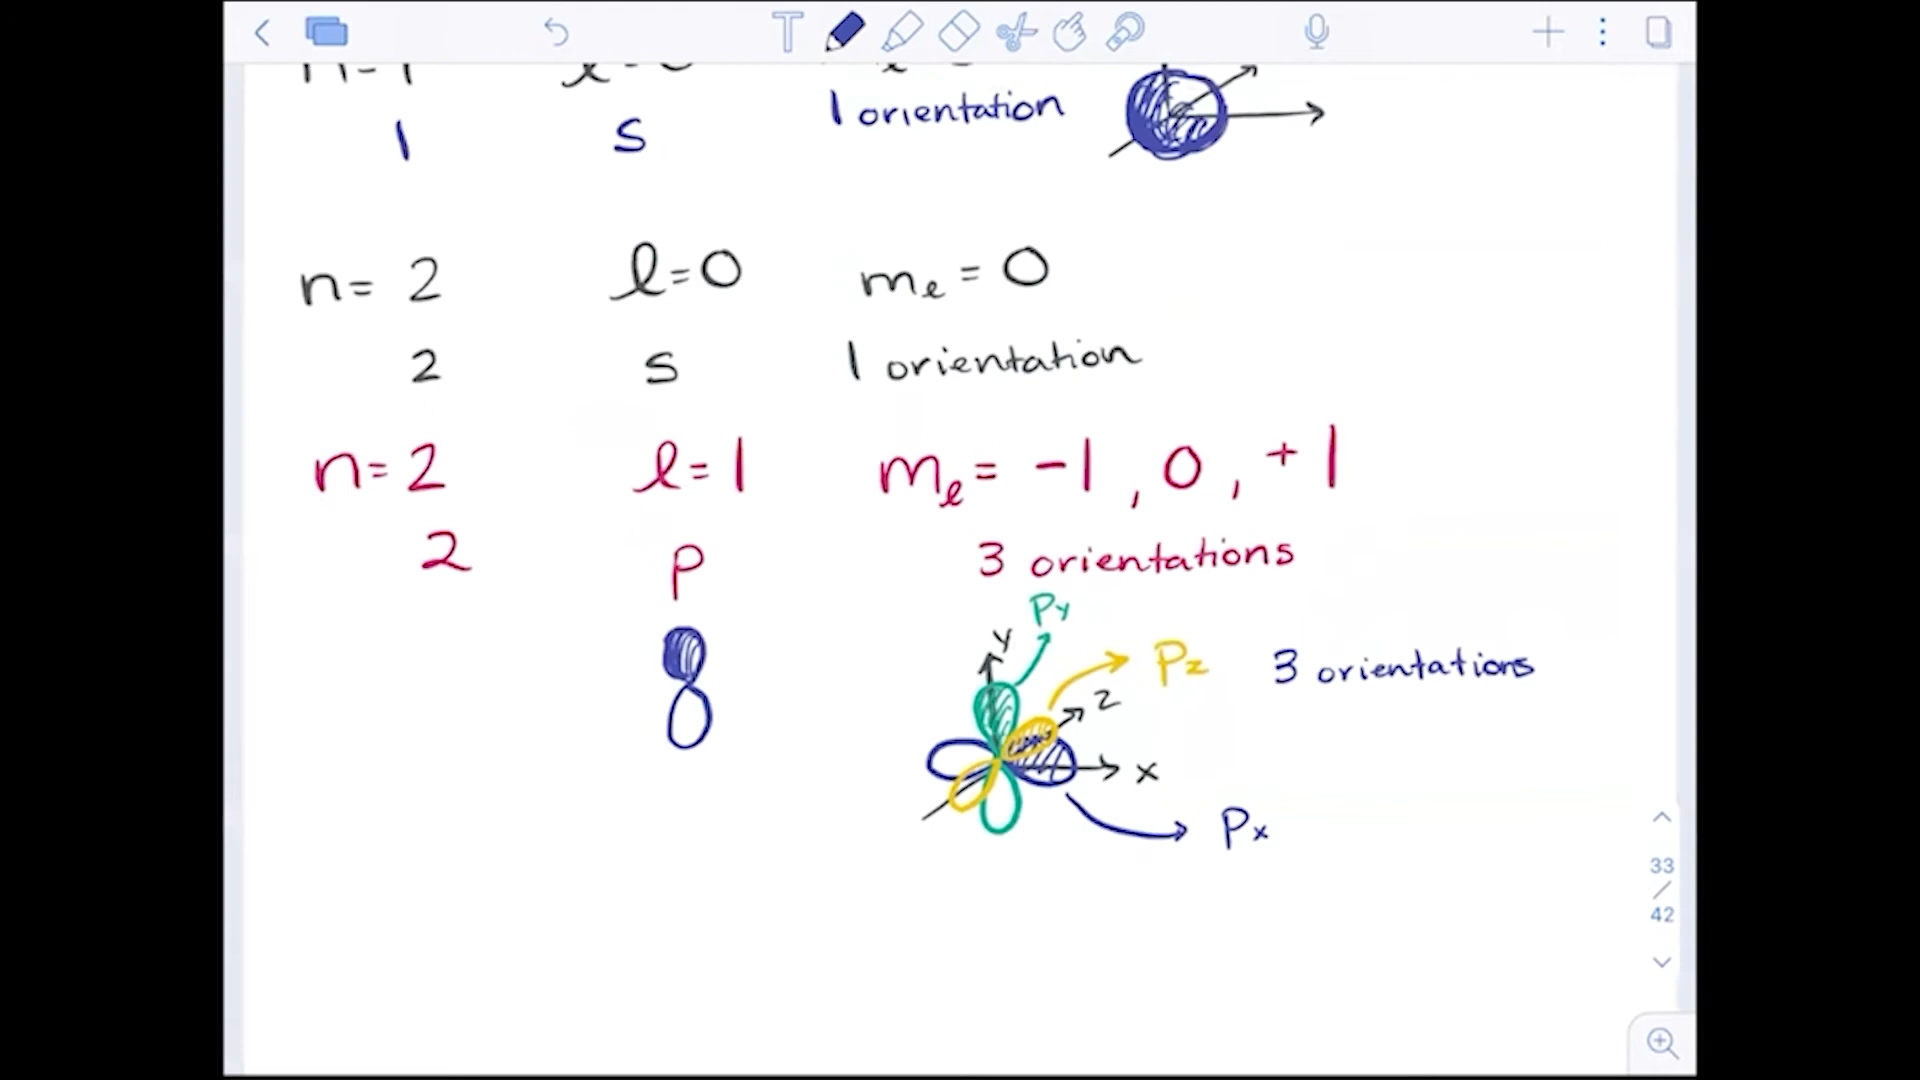 T
n=1
1 orientation
1 s
n= 2 l=0 mₗ = 0
2 s 1 orientation
n=2 l=1 mₗ= -1, 0, +1
2 p 3 orientations
Py
y
Pz 3 orientations
z
x
Px
33
/
42